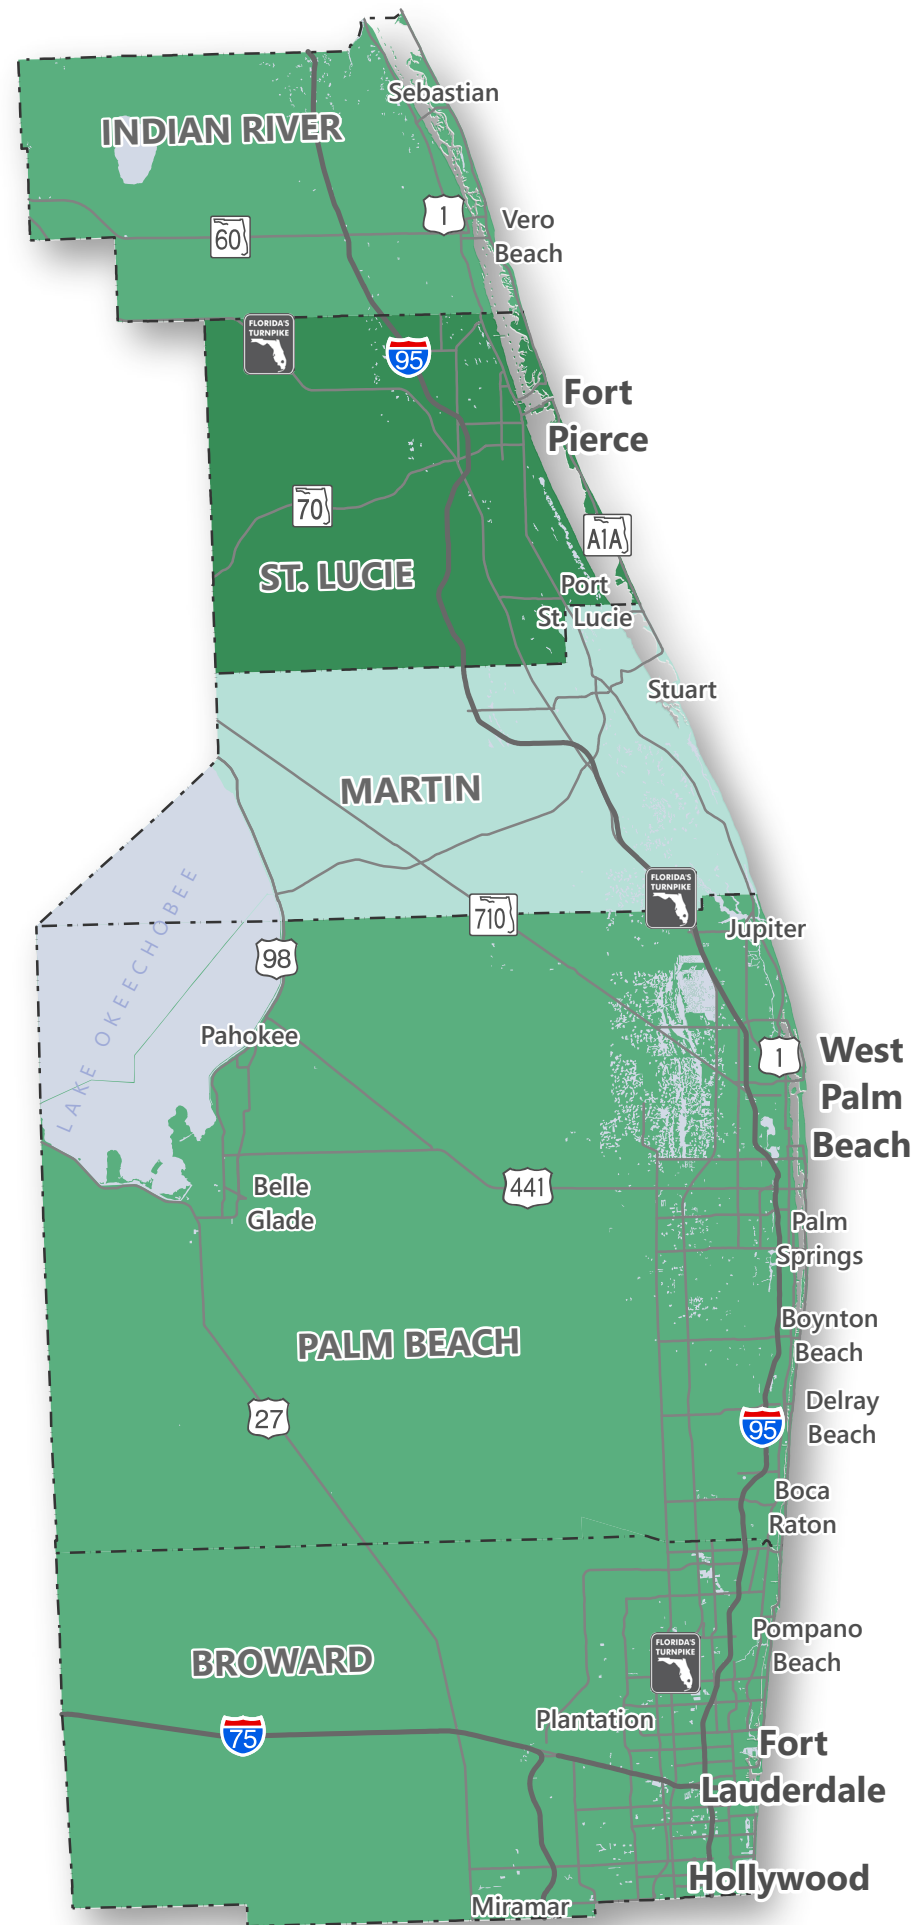 Sebastian
INDIAN RIVER
1
Vero
Beach
60
FLORIDA'S
TURNPIKE
95
Fort
Pierce
70
A1A
ST. LUCIE
Port
St. Lucie
Stuart
MARTIN
FLORIDA'S
TURNPIKE
LAKE OKEECHOBEE
710
Jupiter
98
Pahokee
1
West
Palm
Beach
441
Belle
Glade
Palm
Springs
Boynton
Beach
PALM BEACH
Delray
Beach
27
95
Boca
Raton
Pompano
Beach
FLORIDA'S
TURNPIKE
BROWARD
Plantation
75
Fort
Lauderdale
Hollywood
Miramar